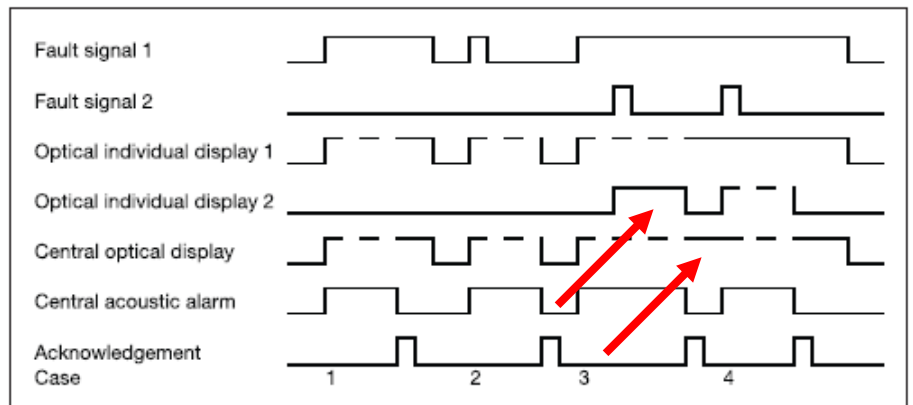 Fault signal 1
Fault signal 2
Optical individual display 1
Optical individual display 2
Central optical display
Central acoustic alarm
Acknowledgement
Case 1 2 3 4